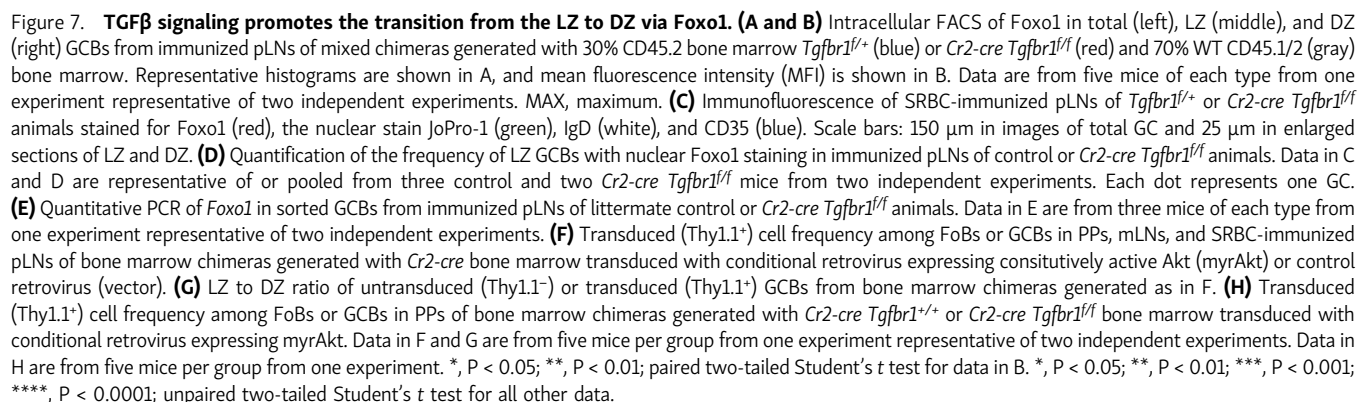 Figure 7. TGFβ signaling promotes the transition from the LZ to DZ via Foxo1. (A and B) Intracellular FACS of Foxo1 in total (left), LZ (middle), and DZ
(right) GCBs from immunized pLNs of mixed chimeras generated with 30% CD45.2 bone marrow Tgfbr1f/+ (blue) or Cr2-cre Tgfbr1f/f (red) and 70% WT CD45.1/2 (gray)
bone marrow. Representative histograms are shown in A, and mean fluorescence intensity (MFI) is shown in B. Data are from five mice of each type from one
experiment representative of two independent experiments. MAX, maximum. (C) Immunofluorescence of SRBC-immunized pLNs of Tgfbr1f/+ or Cr2-cre Tgfbr1f/f
animals stained for Foxo1 (red), the nuclear stain JoPro-1 (green), IgD (white), and CD35 (blue). Scale bars: 150 µm in images of total GC and 25 µm in enlarged
sections of LZ and DZ. (D) Quantification of the frequency of LZ GCBs with nuclear Foxo1 staining in immunized pLNs of control or Cr2-cre Tgfbr1f/f animals. Data in C
and D are representative of or pooled from three control and two Cr2-cre Tgfbr1f/f mice from two independent experiments. Each dot represents one GC.
(E) Quantitative PCR of Foxo1 in sorted GCBs from immunized pLNs of littermate control or Cr2-cre Tgfbr1f/f animals. Data in E are from three mice of each type from
one experiment representative of two independent experiments. (F) Transduced (Thy1.1+) cell frequency among FoBs or GCBs in PPs, mLNs, and SRBC-immunized
pLNs of bone marrow chimeras generated with Cr2-cre bone marrow transduced with conditional retrovirus expressing consitutively active Akt (myrAkt) or control
retrovirus (vector). (G) LZ to DZ ratio of untransduced (Thy1.1−) or transduced (Thy1.1+) GCBs from bone marrow chimeras generated as in F. (H) Transduced
(Thy1.1+) cell frequency among FoBs or GCBs in PPs of bone marrow chimeras generated with Cr2-cre Tgfbr1+/+ or Cr2-cre Tgfbr1f/f bone marrow transduced with
conditional retrovirus expressing myrAkt. Data in F and G are from five mice per group from one experiment representative of two independent experiments. Data in
H are from five mice per group from one experiment. *, P < 0.05; **, P < 0.01; paired two-tailed Student's t test for data in B. *, P < 0.05; **, P < 0.01; ***, P < 0.001;
****, P < 0.0001; unpaired two-tailed Student's t test for all other data.